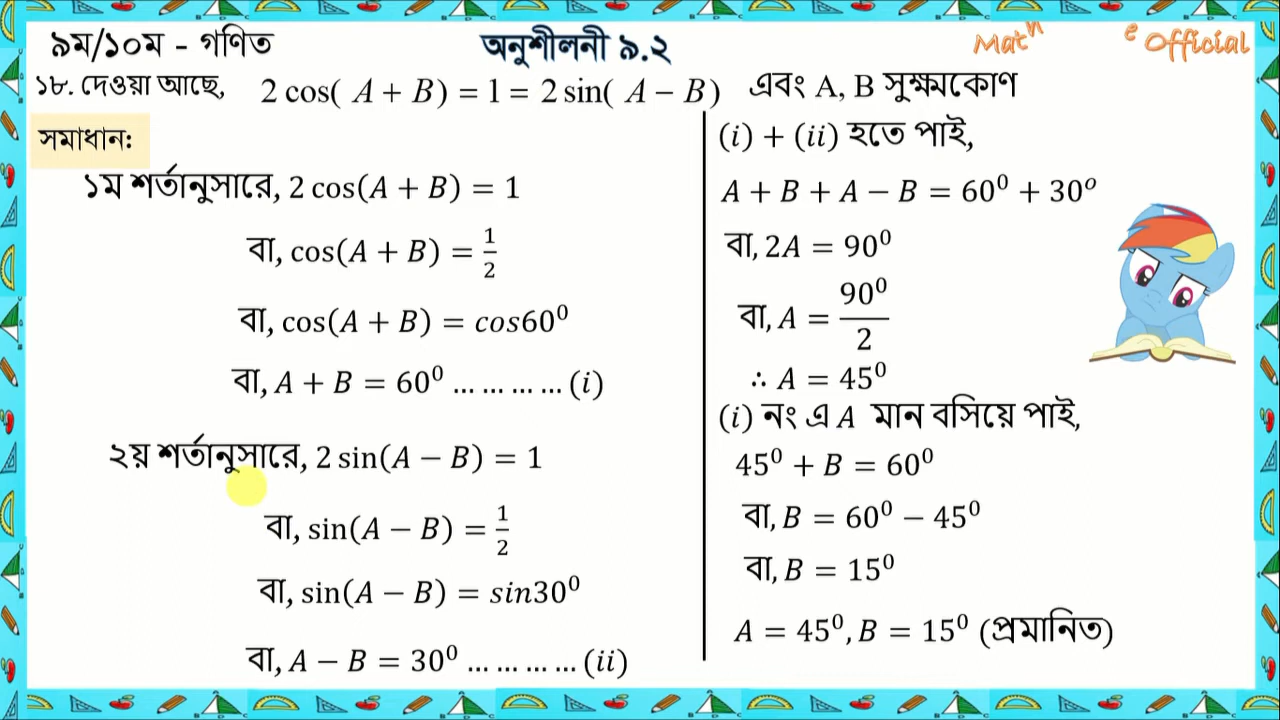 ৯ম/১০ম - গণিত
অনুশীলনী ৯.২
Mat h e Official
১৮. দেওয়া আছে, 2 cos( A + B) = 1 = 2 sin( A − B) এবং A, B সুক্ষ্মকোণ
সমাধান:
১ম শর্তানুসারে, 2 cos(A + B) = 1
বা, cos(A + B) = 1/2
বা, cos(A + B) = cos60⁰
বা, A + B = 60⁰ ... ... ... ... (i)
২য় শর্তানুসারে, 2 sin(A − B) = 1
বা, sin(A − B) = 1/2
বা, sin(A − B) = sin30⁰
বা, A − B = 30⁰ ... ... ... ... (ii)
(i) + (ii) হতে পাই,
A + B + A − B = 60⁰ + 30ᵒ
বা, 2A = 90⁰
বা, A = 90⁰/2
∴ A = 45⁰
(i) নং এ A মান বসিয়ে পাই,
45⁰ + B = 60⁰
বা, B = 60⁰ − 45⁰
বা, B = 15⁰
A = 45⁰, B = 15⁰ (প্রমানিত)